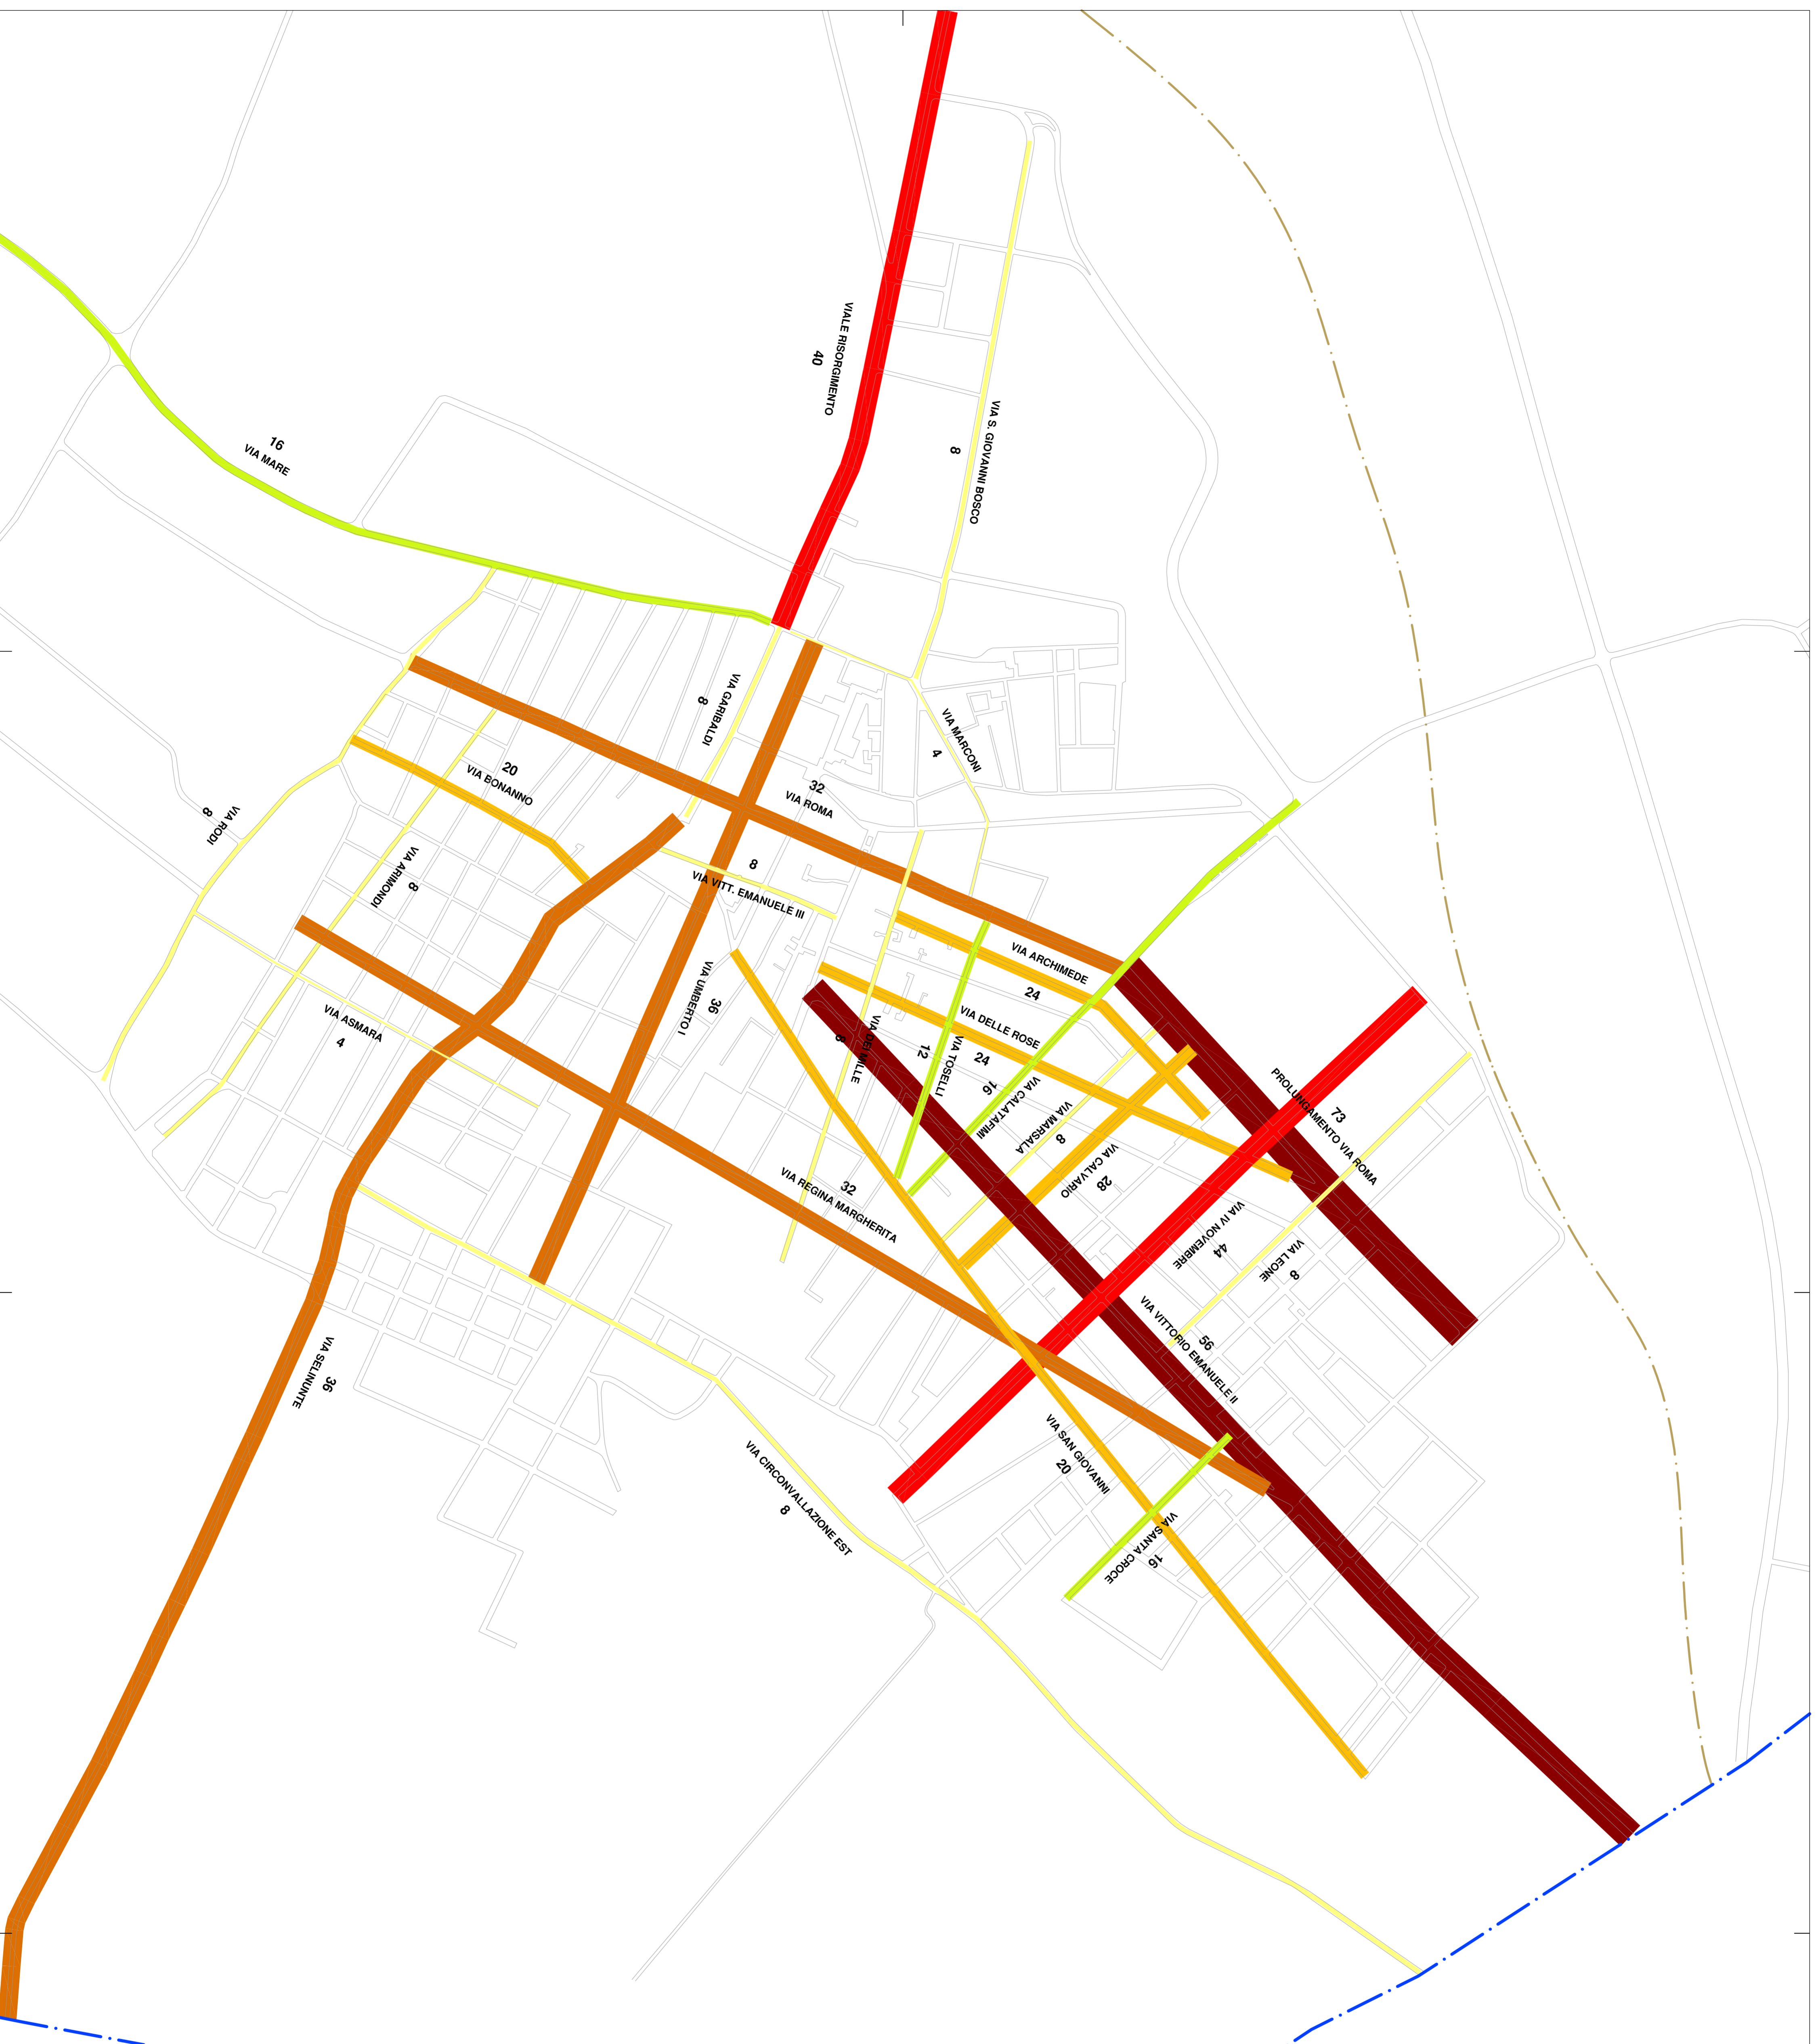 VIALE RISORGIMENTO
40
VIA S. GIOVANNI BOSCO
8
16
VIA MARE
VIA GARIBALDI
8
VIA MARCONI
4
20
VIA BONANNO
32
VIA ROMA
VIA RODI
8
VIA ARIMONDI
8
8
VIA VITT. EMANUELE III
VIA ARCHIMEDE
24
VIA UMBERTO I
36
VIA ASMARA
4
VIA DEI MILLE
8
VIA DELLE ROSE
24
VIA TOSELLI
12
VIA CALATAFIMI
16
VIA MARSALA
8
VIA CALVARIO
28
73
PROLUNGAMENTO VIA ROMA
32
VIA REGINA MARGHERITA
VIA IV NOVEMBRE
44
VIA LEONE
8
56
VIA VITTORIO EMANUELE II
VIA SELINUNTE
36
VIA SAN GIOVANNI
20
VIA CIRCONVALLAZIONE EST
8
VIA SANTA CROCE
16